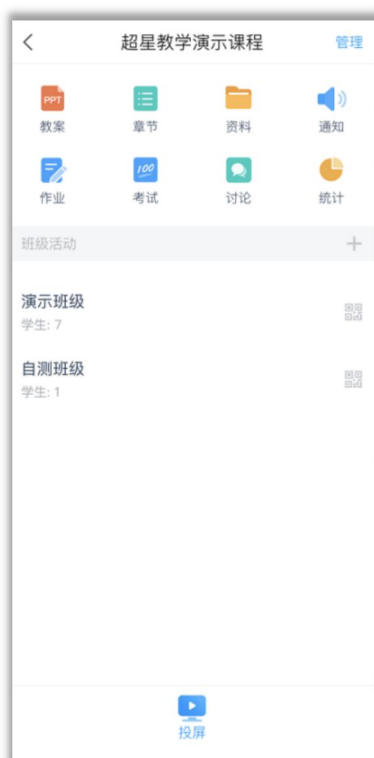 超星教学演示课程 管理
PPT
教案 章节 资料 通知
100
作业 考试 讨论 统计
班级活动
演示班级
学生: 7
自测班级
学生: 1
投屏